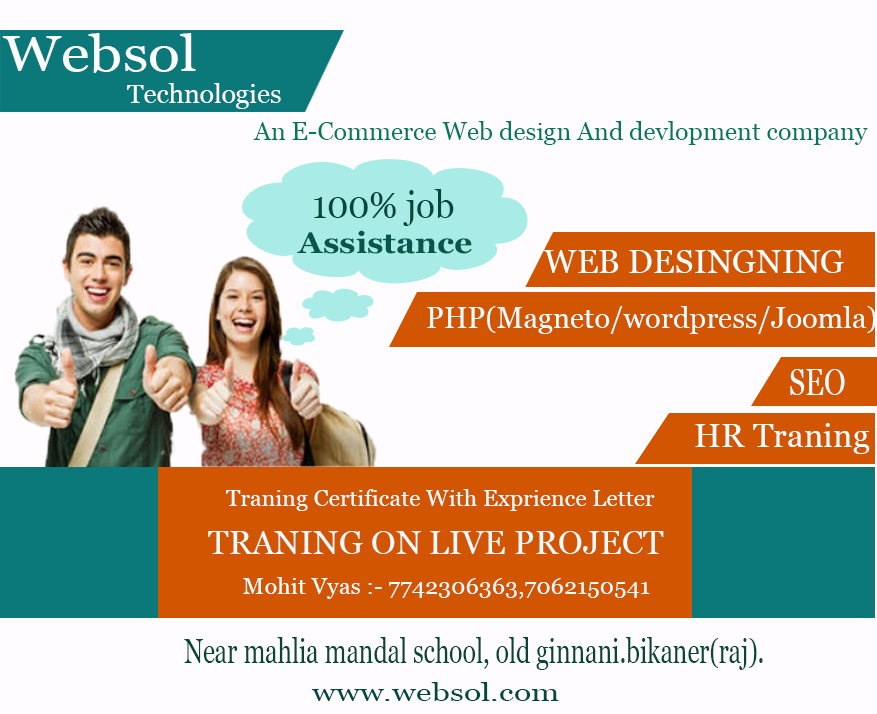 Websol
Technologies
An E-Commerce Web design And devlopment company
100% job
Assistance
WEB DESINGNING
PHP(Magneto/wordpress/Joomla)
SEO
HR Traning
Traning Certificate With Exprience Letter
TRANING ON LIVE PROJECT
Mohit Vyas :- 7742306363,7062150541
Near mahlia mandal school, old ginnani.bikaner(raj).
www.websol.com